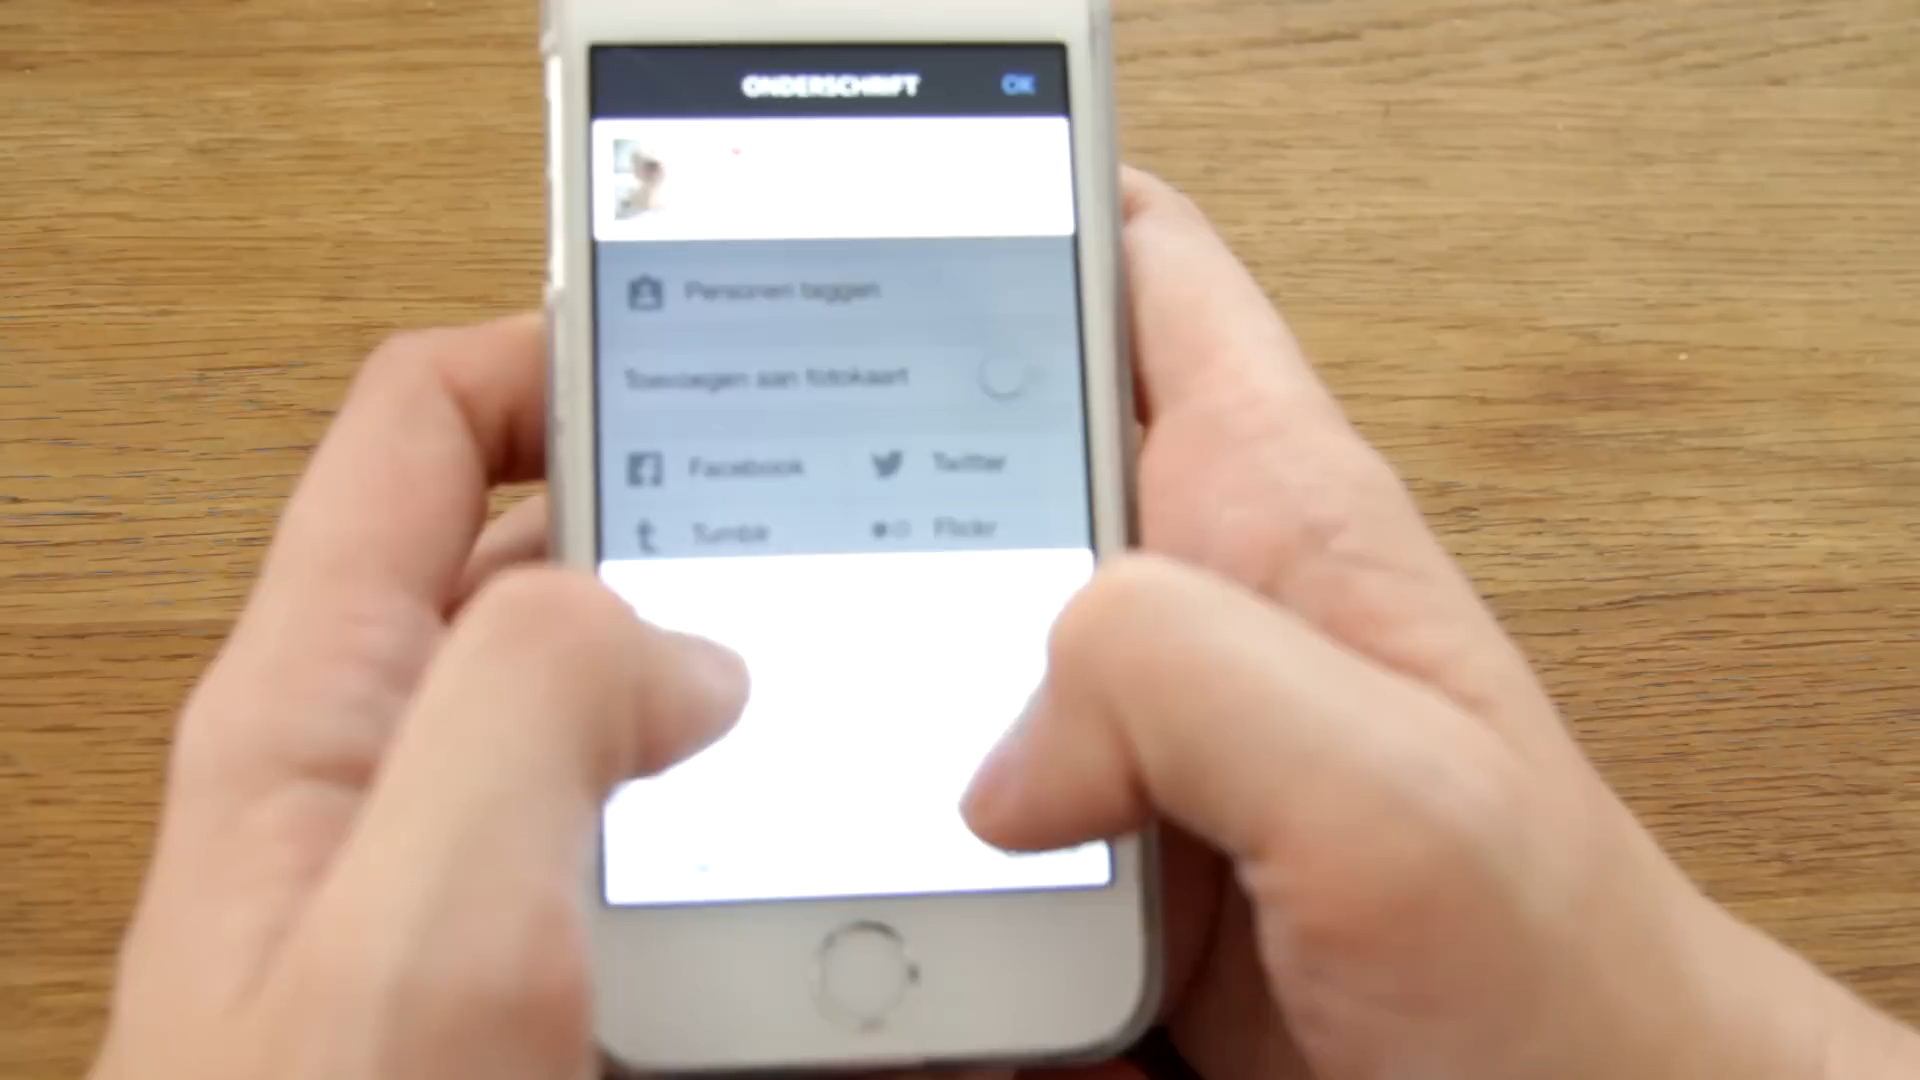 ONDERSCHRIFT OK
Personen taggen
Toevoegen aan fotokaart
Facebook Twitter
Tumblr Flickr